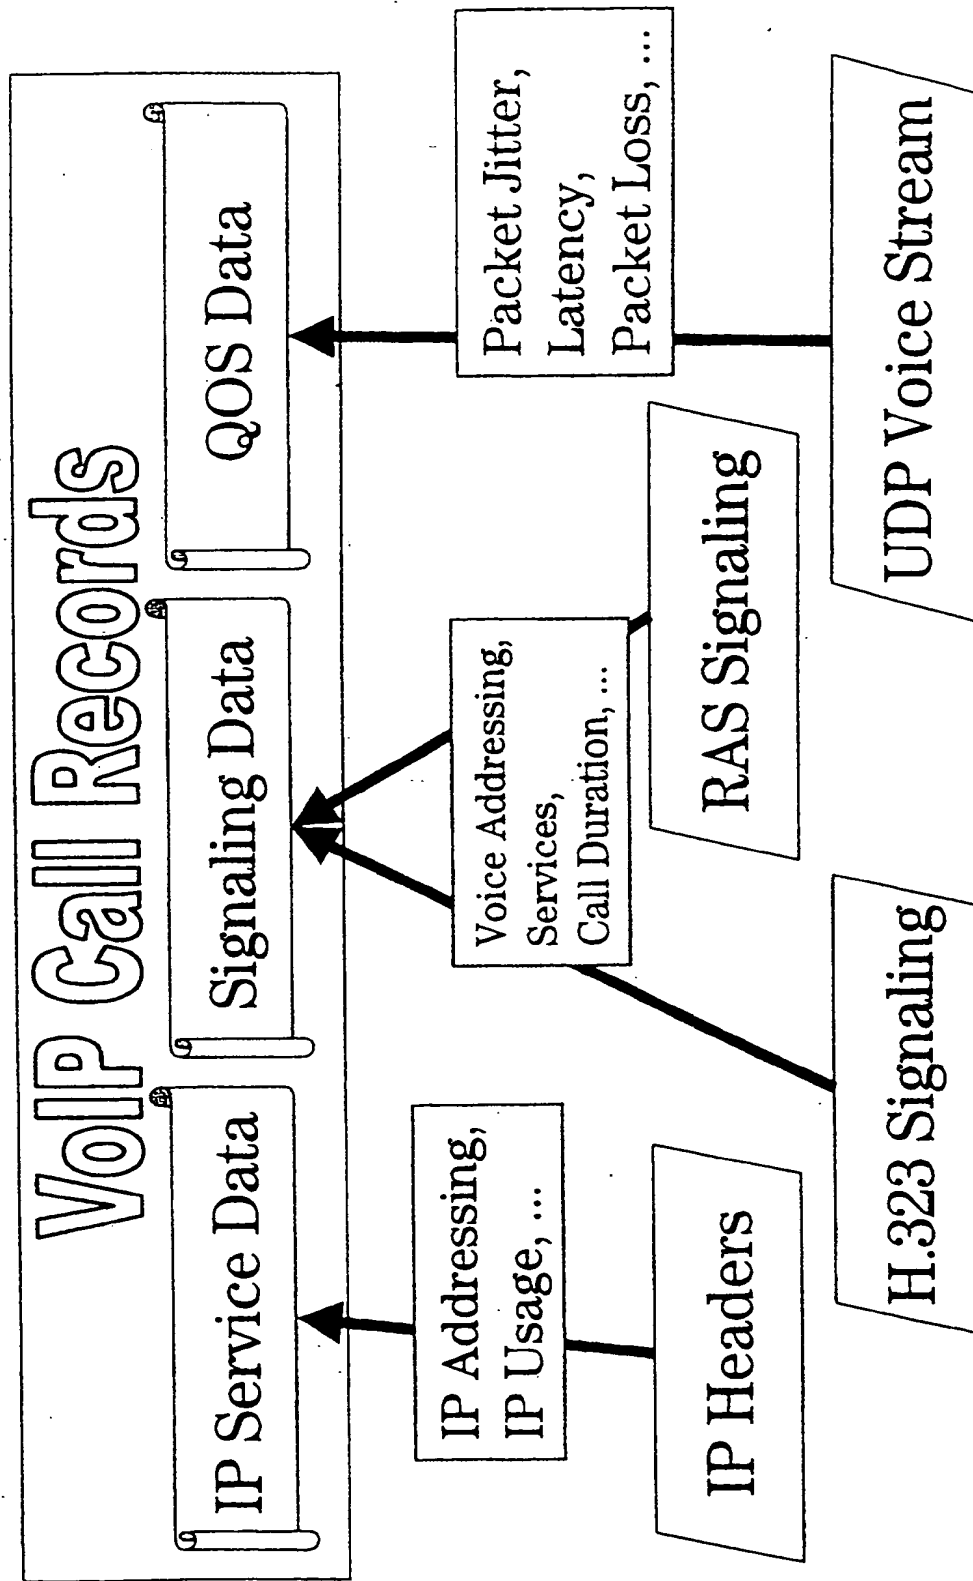 VoIP Call Records
IP Service Data
Signaling Data
QOS Data
IP Addressing,
IP Usage, ...
Voice Addressing,
Services,
Call Duration, ...
Packet Jitter,
Latency,
Packet Loss, ...
IP Headers
RAS Signaling
H.323 Signaling
UDP Voice Stream